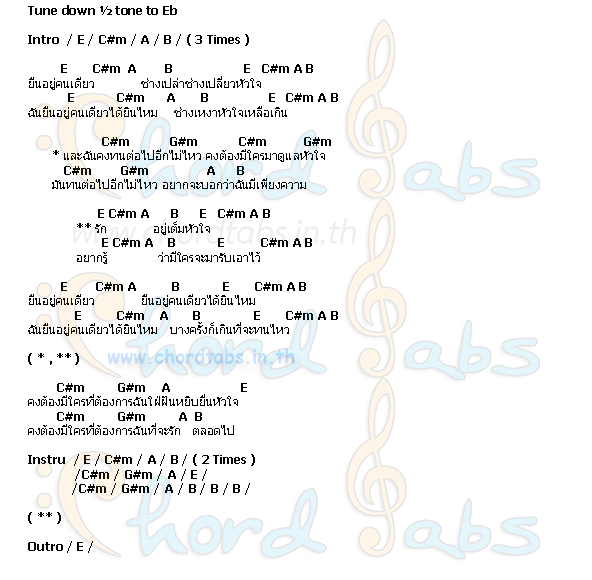 Tune down ½ tone to Eb
Intro / E / C#m / A / B / ( 3 Times )
E C#m A B E C#m A B
ยืนอยู่คนเดียว ช่างเปล่าช่างเปลี่ยวหัวใจ
E C#m A B E C#m A B
ฉันยืนอยู่คนเดียวได้ยินไหม ช่างเหงาหัวใจเหลือเกิน
C#m G#m C#m G#m
* และฉันคงทนต่อไปอีกไม่ไหว คงต้องมีใครมาดูแลหัวใจ
C#m G#m A B
มันทนต่อไปอีกไม่ไหว อยากจะบอกว่าฉันมีเพียงความ
E C#m A B E C#m A B
** รัก อยู่เต็มหัวใจ
E C#m A B E C#m A B
อยากรู้ ว่ามีใครจะมารับเอาไว้
E C#m A B E C#m A B
ยืนอยู่คนเดียว ยืนอยู่คนเดียวได้ยินไหม
E C#m A B E C#m A B
ฉันยืนอยู่คนเดียวได้ยินไหม บางครั้งก็เกินที่จะทนไหว
( * , ** )
C#m G#m A E
คงต้องมีใครที่ต้องการฉันใฝ่ฝันหยิบยื่นหัวใจ
C#m G#m A B
คงต้องมีใครที่ต้องการฉันที่จะรัก ตลอดไป
Instru / E / C#m / A / B / ( 2 Times )
/C#m / G#m / A / E /
/C#m / G#m / A / B / B / B /
( ** )
Outro / E /
Chord Tabs
www.chordtabs.in.th
Chord Tabs
www.chordtabs.in.th
Chord Tabs